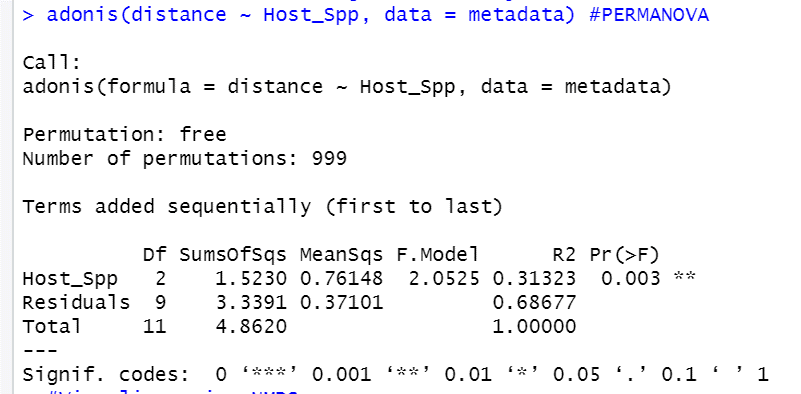 > adonis(distance ~ Host_Spp, data = metadata) #PERMANOVA
Call:
adonis(formula = distance ~ Host_Spp, data = metadata)
Permutation: free
Number of permutations: 999
Terms added sequentially (first to last)
Df SumsOfSqs MeanSqs F.Model R2 Pr(>F)
Host_Spp 2 1.5230 0.76148 2.0525 0.31323 0.003 **
Residuals 9 3.3391 0.37101 0.68677
Total 11 4.8620 1.00000
---
Signif. codes: 0 ‘***’ 0.001 ‘**’ 0.01 ‘*’ 0.05 ‘.’ 0.1 ‘ ’ 1